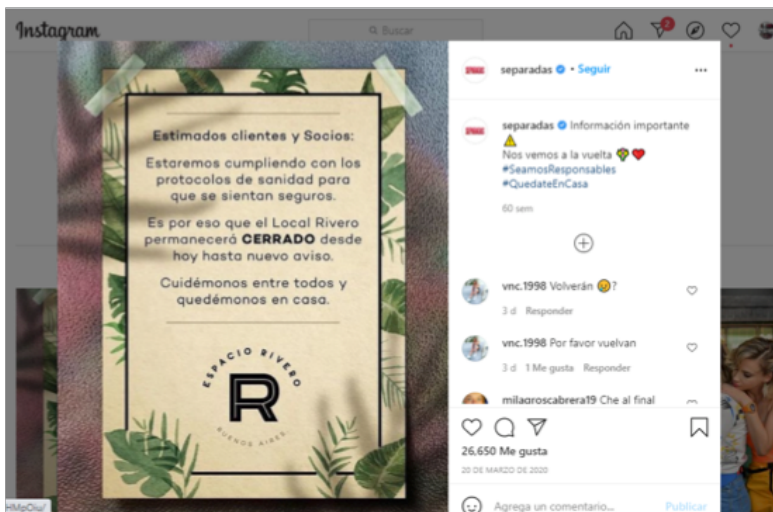 Instagram
Buscar
2
Estimados clientes y Socios:
Estaremos cumpliendo con los
protocolos de sanidad para
que se sientan seguros.
Es por eso que el Local Rivero
permanecerá CERRADO desde
hoy hasta nuevo aviso.
Cuidémonos entre todos y
quedémonos en casa.
ESPACIO RIVERO
R
BUENOS AIRES
separadas • Seguir
separadas Información importante
Nos vemos a la vuelta
#SeamosResponsables
#QuedateEnCasa
60 sem
vnc.1998 Volverán ?
3 d Responder
vnc.1998 Por favor vuelvan
3 d 1 Me gusta Responder
milagroscabrera19 Che al final
26,650 Me gusta
20 DE MARZO DE 2020
Agrega un comentario... Publicar